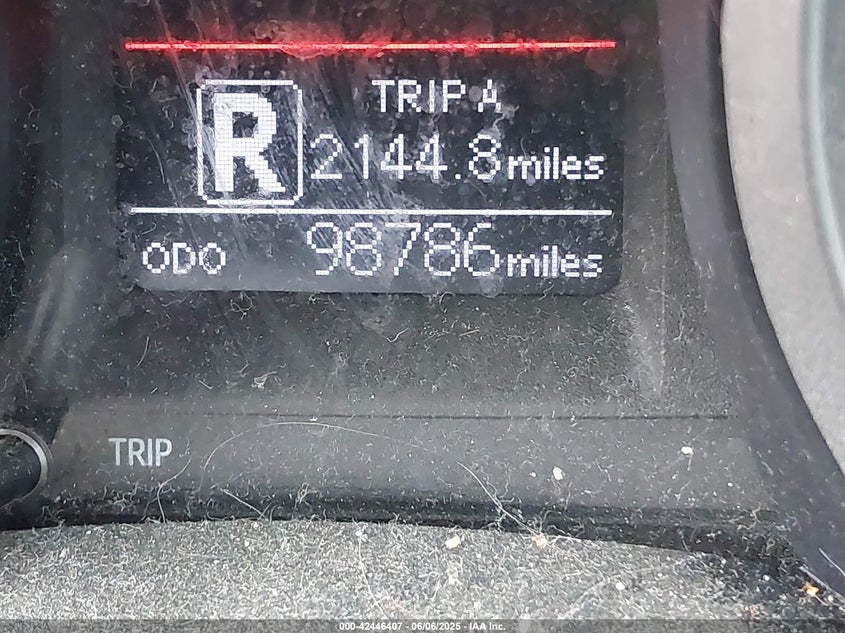 TRIP A
R
2144.8 miles
ODO 98786 miles
TRIP
000-42446407 - 06/06/2025 - IAA Inc.